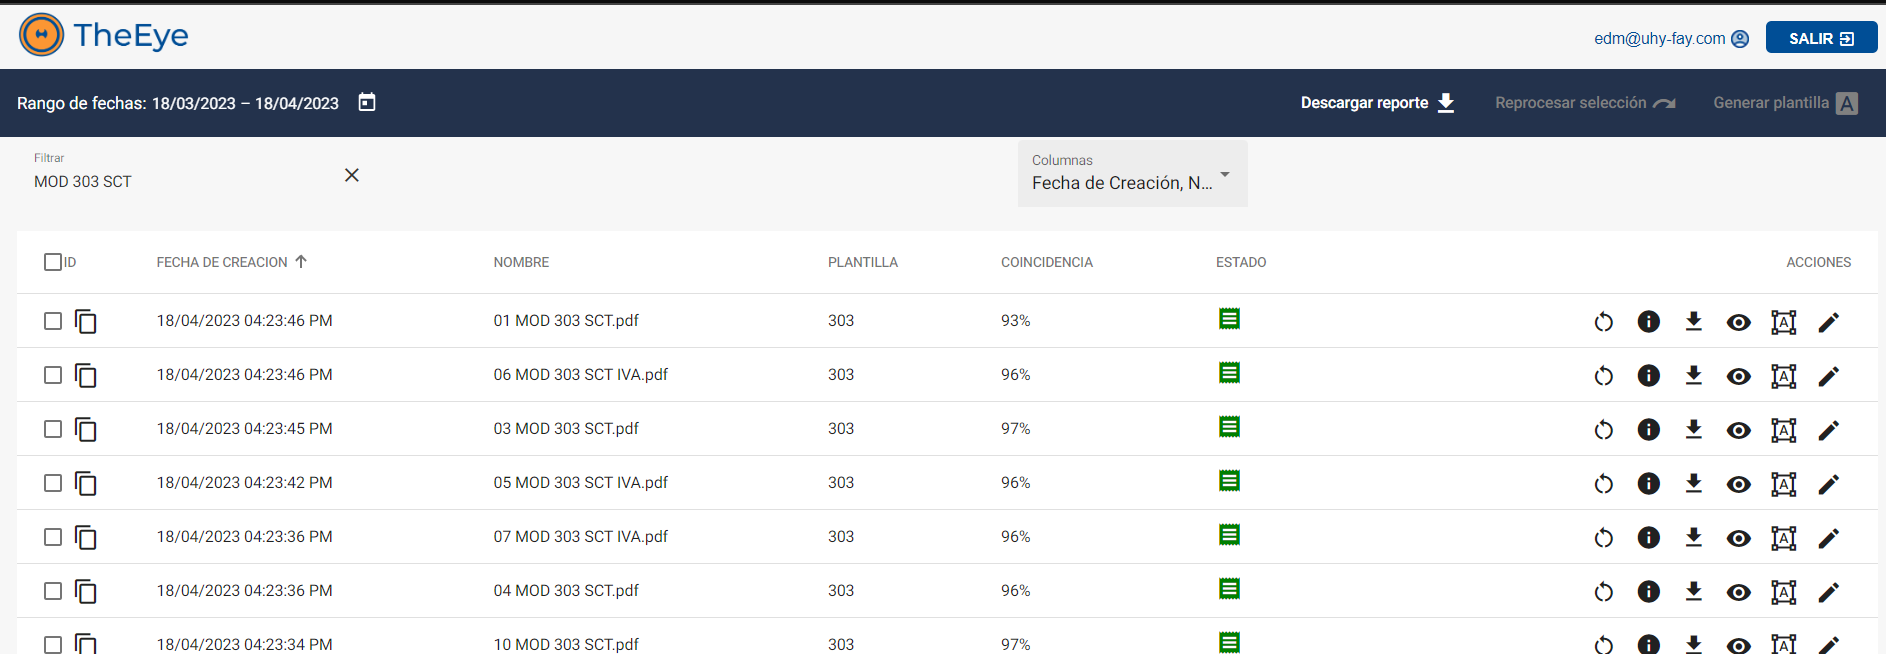 TheEye
edm@uhy-fay.com
SALIR
Rango de fechas: 18/03/2023 – 18/04/2023
Descargar reporte
Reprocesar selección
Generar plantilla A
Filtrar
MOD 303 SCT
Columnas
Fecha de Creación, N...
ID FECHA DE CREACION NOMBRE PLANTILLA COINCIDENCIA ESTADO ACCIONES
18/04/2023 04:23:46 PM 01 MOD 303 SCT.pdf 303 93%
18/04/2023 04:23:46 PM 06 MOD 303 SCT IVA.pdf 303 96%
18/04/2023 04:23:45 PM 03 MOD 303 SCT.pdf 303 97%
18/04/2023 04:23:42 PM 05 MOD 303 SCT IVA.pdf 303 96%
18/04/2023 04:23:36 PM 07 MOD 303 SCT IVA.pdf 303 96%
18/04/2023 04:23:36 PM 04 MOD 303 SCT.pdf 303 96%
18/04/2023 04:23:34 PM 10 MOD 303 SCT.pdf 303 97%